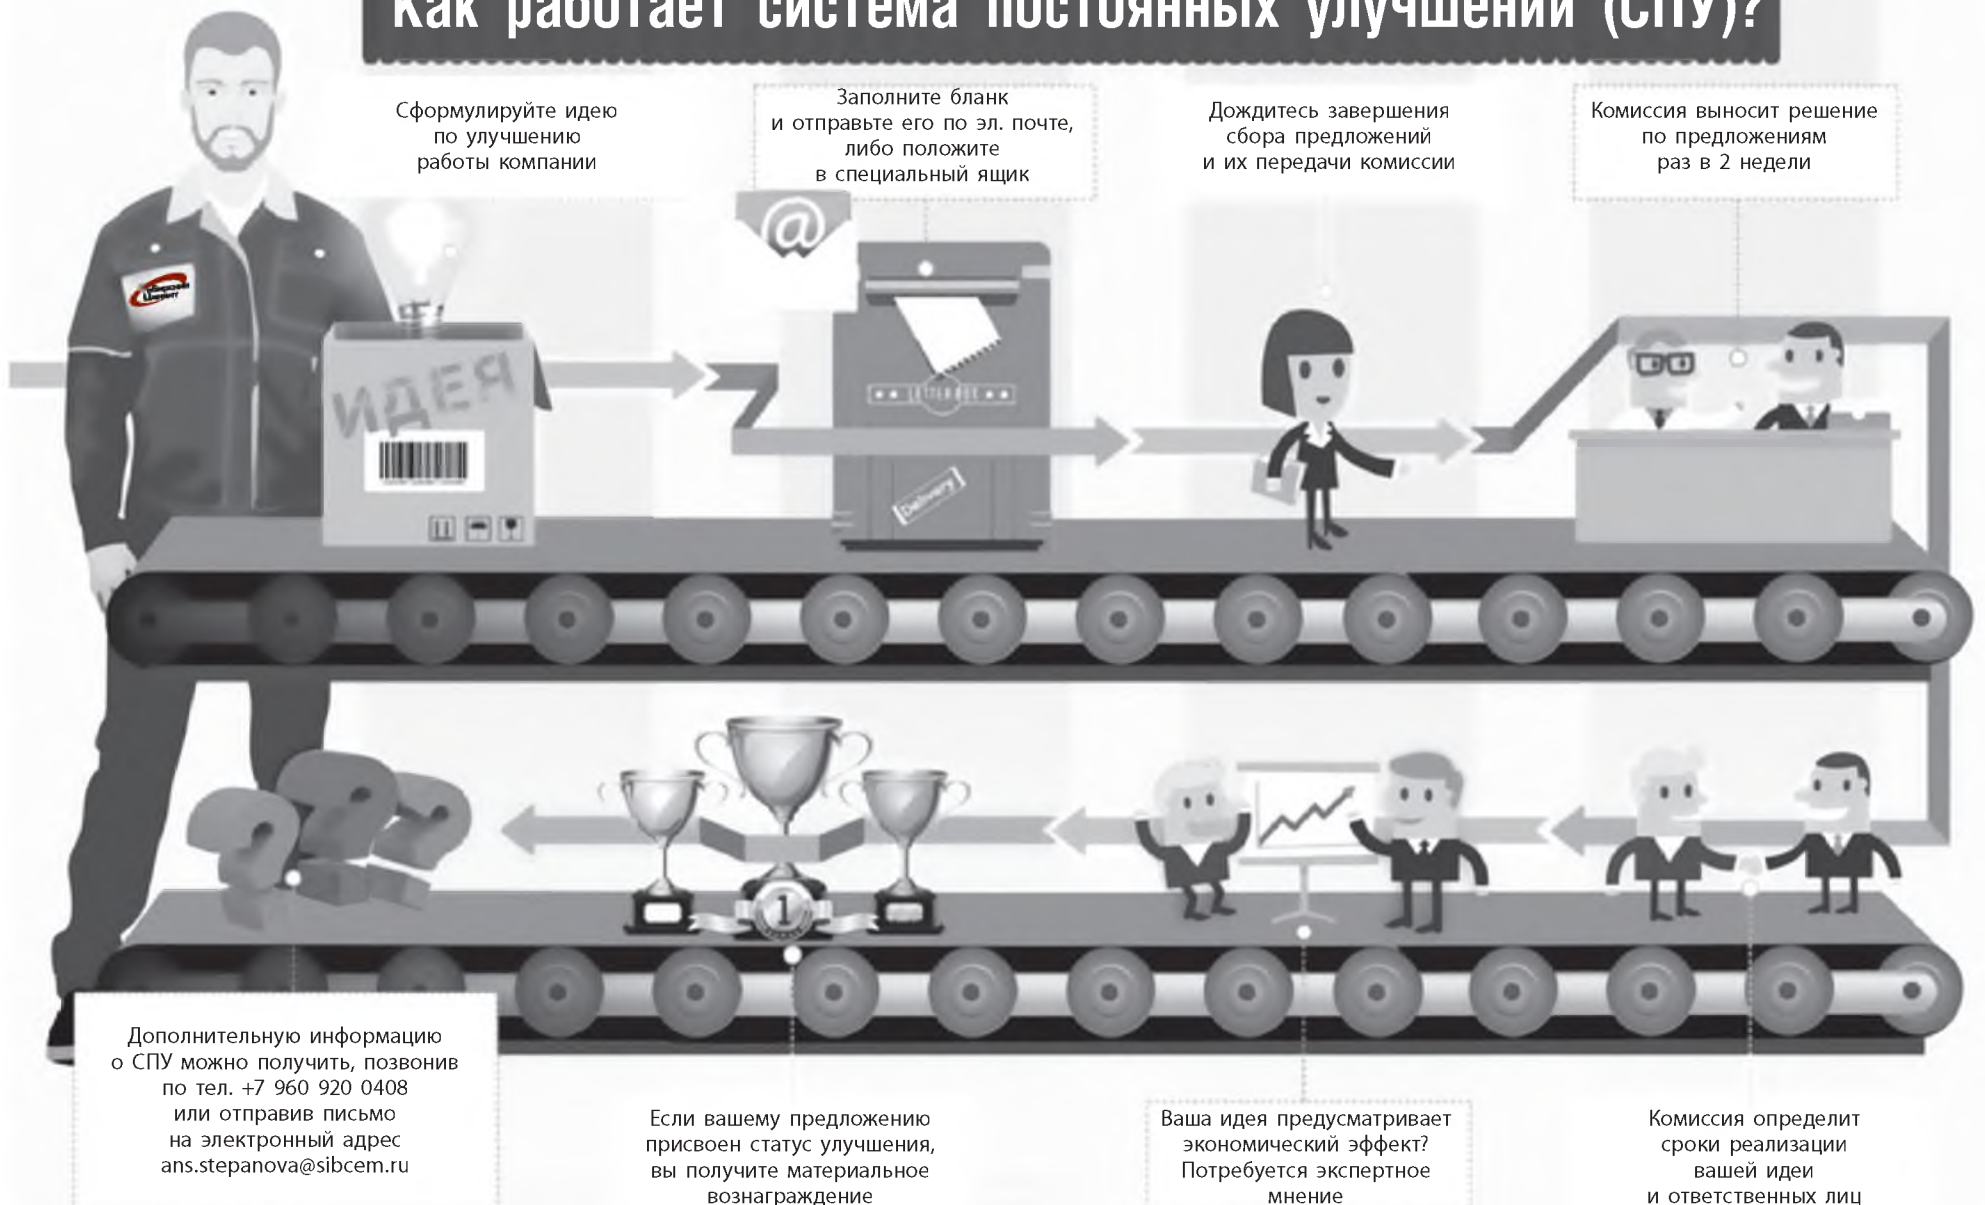 Как работает система постоянных улучшений (СПУ)?
Сформулируйте идею
по улучшению
работы компании
Заполните бланк
и отправьте его по эл. почте,
либо положите
в специальный ящик
Дождитесь завершения
сбора предложений
и их передачи комиссии
Комиссия выносит решение
по предложениям
раз в 2 недели
@
ИДЕЯ
LETTER BOX
Delivery
1
Дополнительную информацию
о СПУ можно получить, позвонив
по тел. +7 960 920 0408
или отправив письмо
на электронный адрес
ans.stepanova@sibcem.ru
Если вашему предложению
присвоен статус улучшения,
вы получите материальное
вознаграждение
Ваша идея предусматривает
экономический эффект?
Потребуется экспертное
мнение
Комиссия определит
сроки реализации
вашей идеи
и ответственных лиц